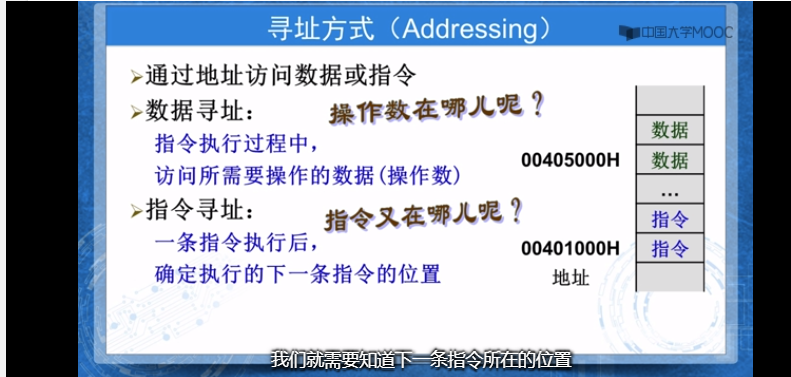 寻址方式（Addressing）
中国大学MOOC
➢通过地址访问数据或指令
➢数据寻址：
操作数在哪儿呢？
指令执行过程中，
访问所需要操作的数据(操作数)
➢指令寻址：
指令又在哪儿呢？
一条指令执行后，
确定执行的下一条指令的位置
数据
00405000H 数据
...
指令
00401000H 指令
地址
我们就需要知道下一条指令所在的位置